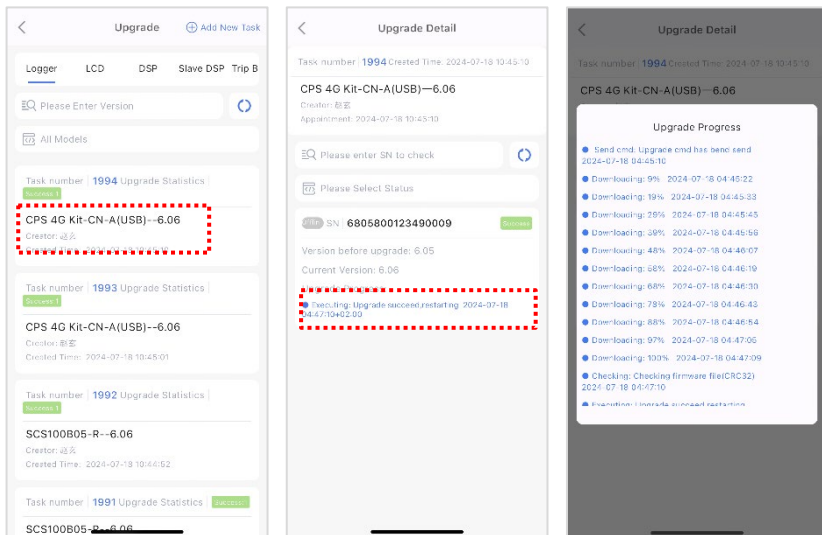 Upgrade
Add New Task
Logger LCD DSP Slave DSP Trip B
Please Enter Version
All Models
Task number 1994 Upgrade Statistics
Success:1
CPS 4G Kit-CN-A(USB)--6.06
Creator:
Created Time:
Task number 1993 Upgrade Statistics
Success:1
CPS 4G Kit-CN-A(USB)--6.06
Creator:
Created Time: 2024-07-18 10:45:01
Task number 1992 Upgrade Statistics
Success:1
SCS100B05-R--6.06
Creator:
Created Time: 2024-07-18 10:44:52
Task number 1991 Upgrade Statistics
SCS100B05-R--6.06
Upgrade Detail
Task number 1994 Created Time: 2024-07-18 10:45:10
CPS 4G Kit-CN-A(USB)—6.06
Creator:
Appointment: 2024-07-18 10:45:10
Please enter SN to check
Please Select Status
SN 6805800123490009
Success
Version before upgrade: 6.05
Current Version: 6.06
Upgrade Progress
Executing: Upgrade succeed,restarting 2024-07-18
04:47:10+02:00
Upgrade Detail
Task number 1994 Created Time: 2024-07-18 10:45:10
CPS 4G Kit-CN-A(USB)—6.06
Upgrade Progress
Send cmd: Upgrade cmd has bend send
2024-07-18 04:45:10
Downloading: 9% 2024-07-18 04:45:22
Downloading: 19% 2024-07-18 04:45:33
Downloading: 29% 2024-07-18 04:45:45
Downloading: 39% 2024-07-18 04:45:56
Downloading: 48% 2024-07-18 04:46:07
Downloading: 58% 2024-07-18 04:46:19
Downloading: 68% 2024-07-18 04:46:30
Downloading: 78% 2024-07-18 04:46:43
Downloading: 88% 2024-07-18 04:46:54
Downloading: 97% 2024-07-18 04:47:06
Downloading: 100% 2024-07-18 04:47:09
Checking: Checking firmware file(CRC32)
2024-07-18 04:47:10
Executing: Upgrade succeed restarting